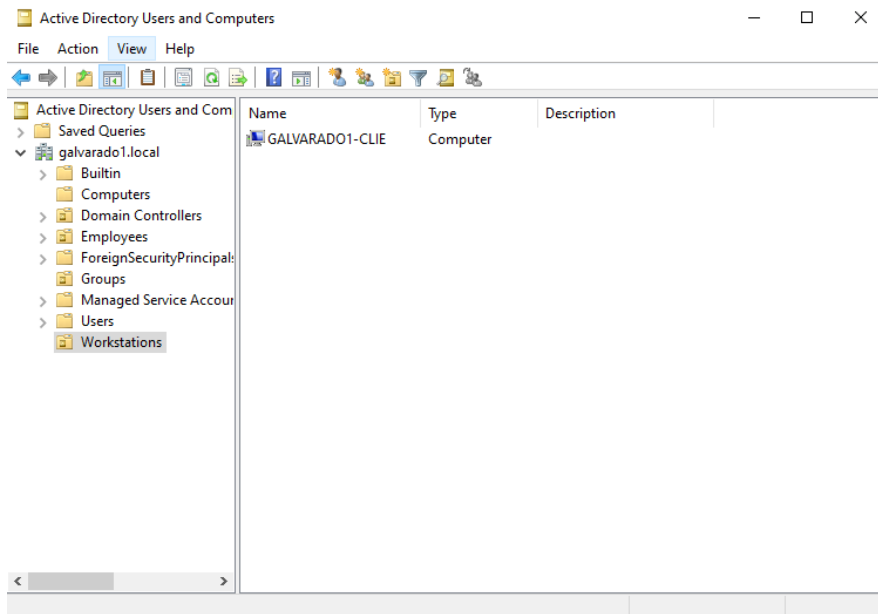 Active Directory Users and Computers
File Action View Help
Active Directory Users and Com
Saved Queries
galvarado1.local
Builtin
Computers
Domain Controllers
Employees
ForeignSecurityPrincipals
Groups
Managed Service Accour
Users
Workstations
Name Type Description
GALVARADO1-CLIE Computer